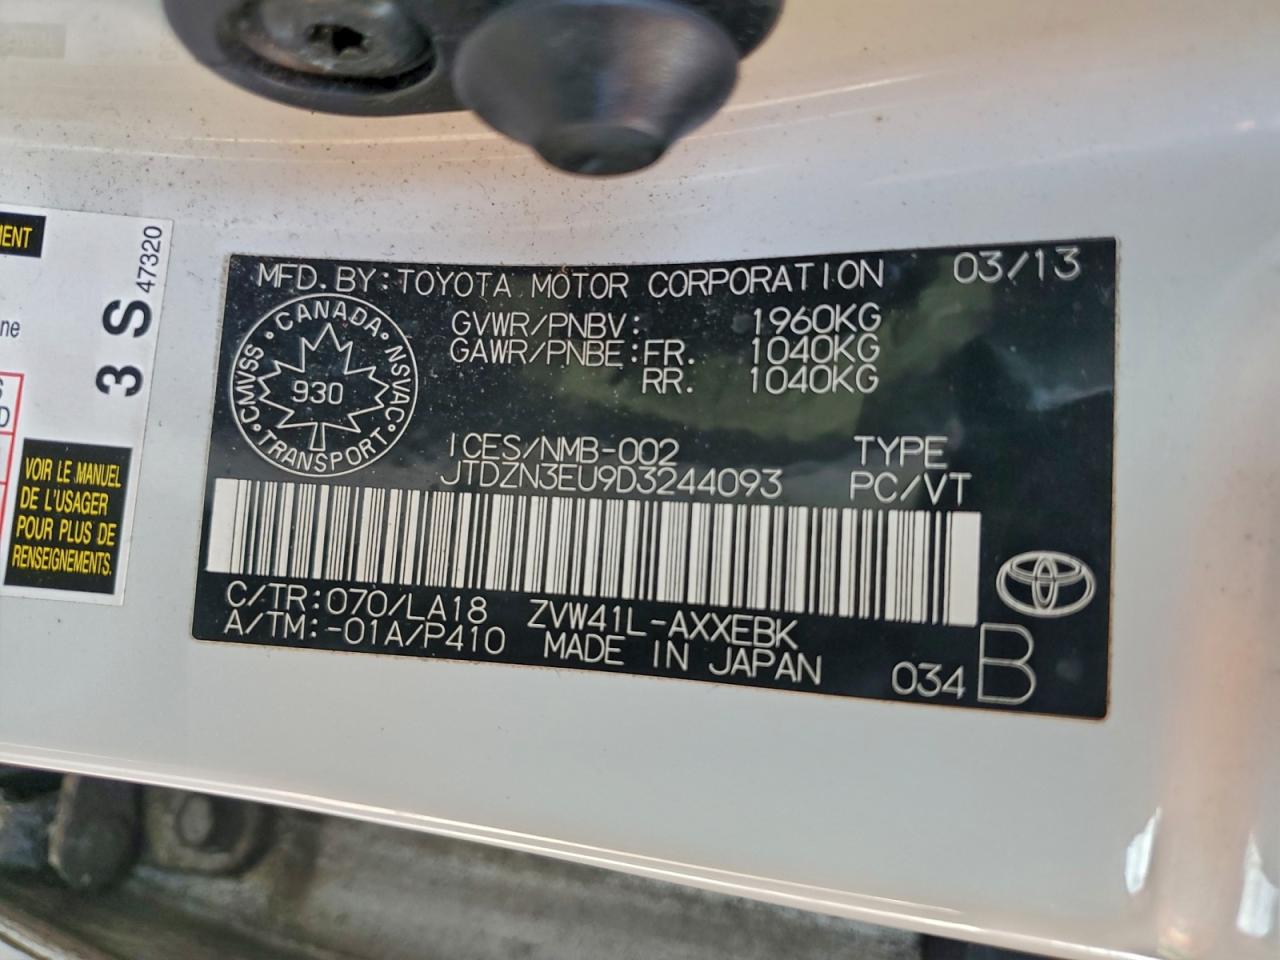 MENT
ne
3 S 47320
D
VOIR LE MANUEL
DE L'USAGER
POUR PLUS DE
RENSEIGNEMENTS.
MFD. BY: TOYOTA MOTOR CORPORATION 03/13
CANADA
CMVSS NSVAC
930
TRANSPORT
GVWR/PNBV: 1960KG
GAWR/PNBE: FR. 1040KG
RR. 1040KG
ICES/NMB-002 TYPE
JTDZN3EU9D3244093 PC/VT
C/TR: 070/LA18 ZVW41L-AXXEBK
A/TM: -01A/P410 MADE IN JAPAN
034 B